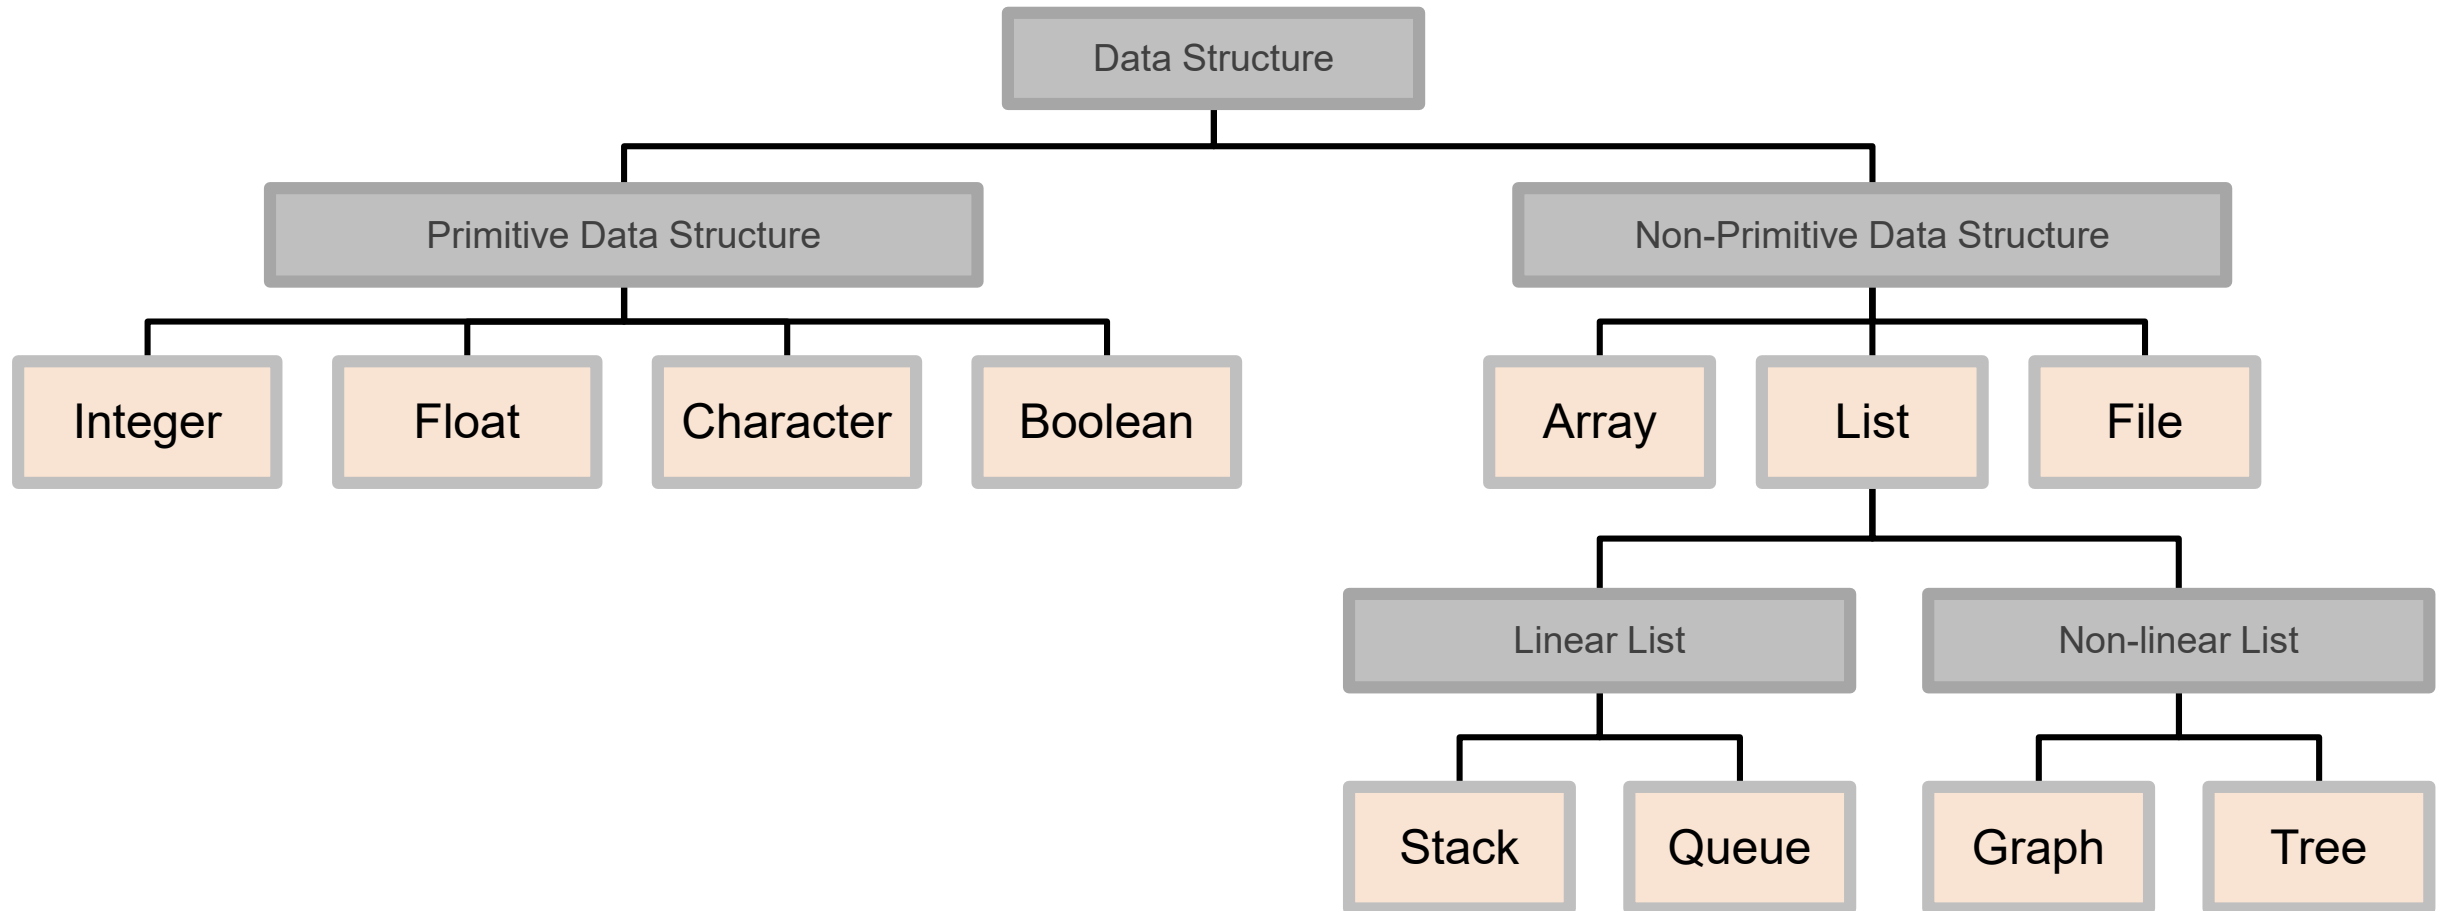 Data Structure
Primitive Data Structure
Non-Primitive Data Structure
Integer
Float
Character
Boolean
Array
List
File
Linear List
Non-linear List
Stack
Queue
Graph
Tree